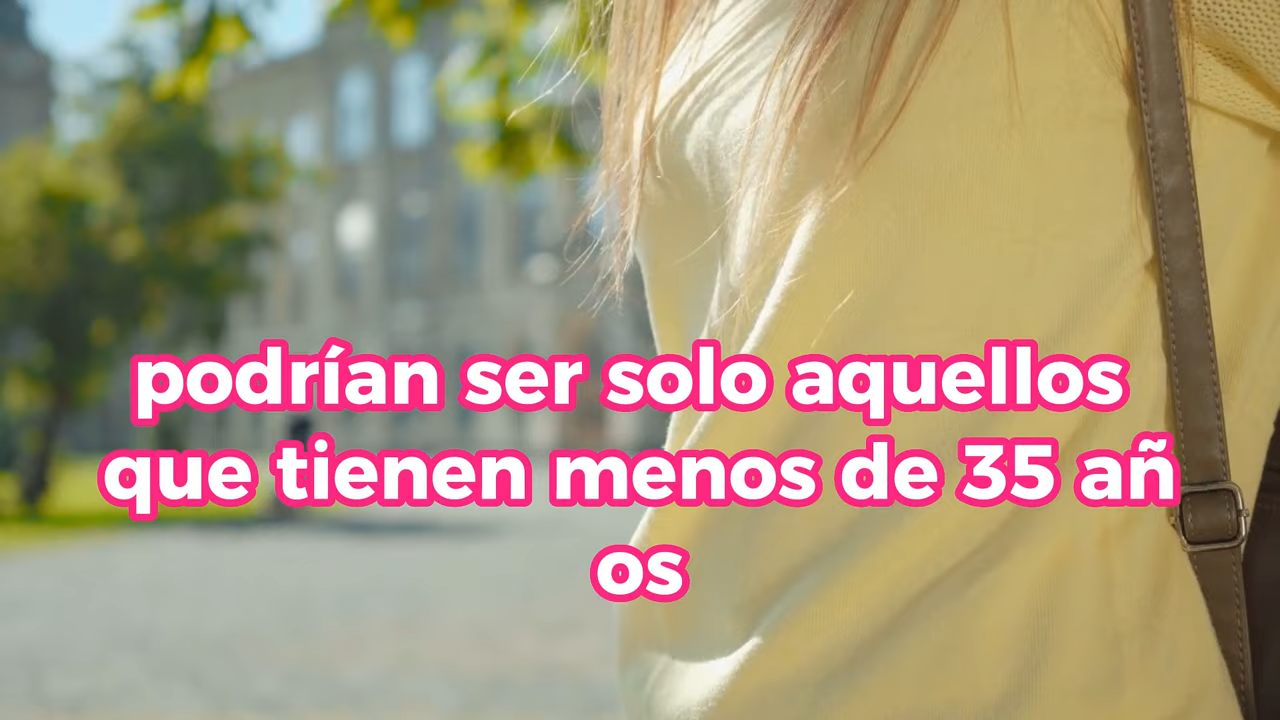 podrían ser solo aquellos
que tienen menos de 35 añ
os